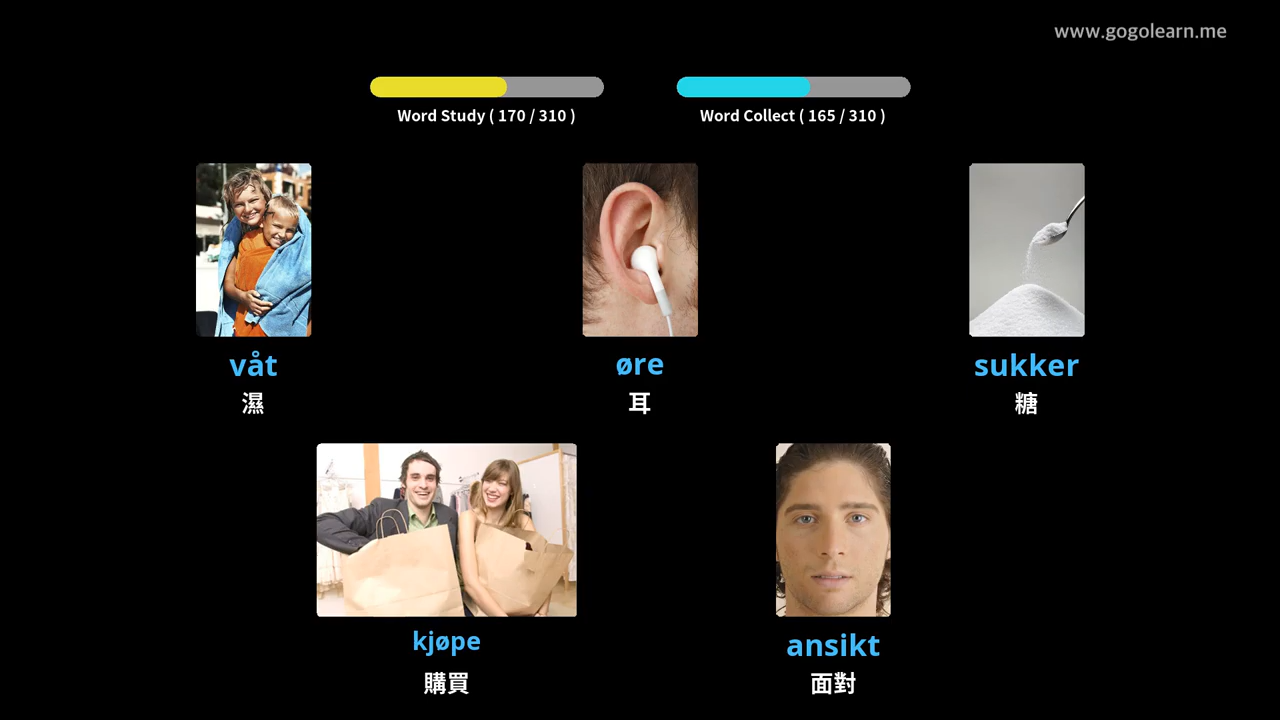 www.gogolearn.me
Word Study ( 170 / 310 )
Word Collect ( 165 / 310 )
våt
濕
øre
耳
sukker
糖
kjøpe
購買
ansikt
面對